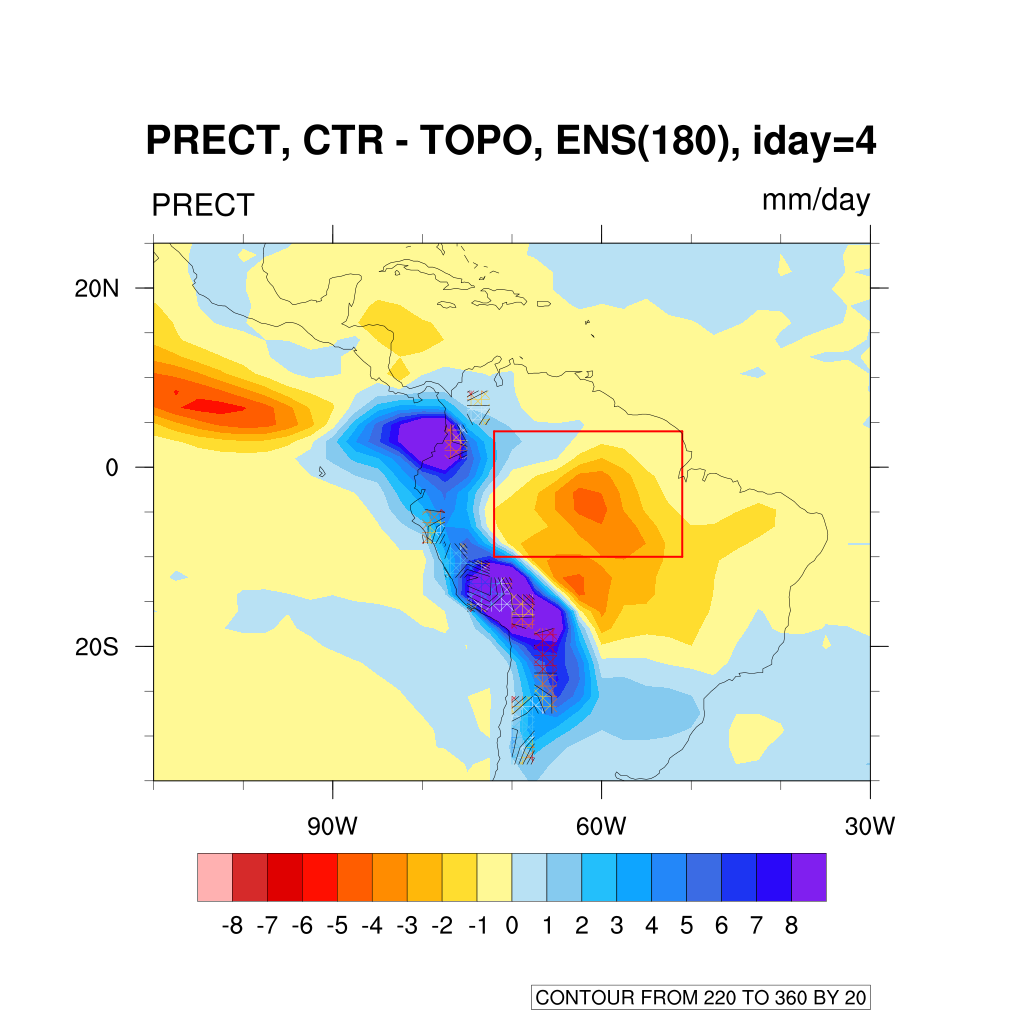 PRECT, CTR - TOPO, ENS(180), iday=4
PRECT mm/day
20N
0
20S
90W 60W 30W
-8 -7 -6 -5 -4 -3 -2 -1 0 1 2 3 4 5 6 7 8
CONTOUR FROM 220 TO 360 BY 20